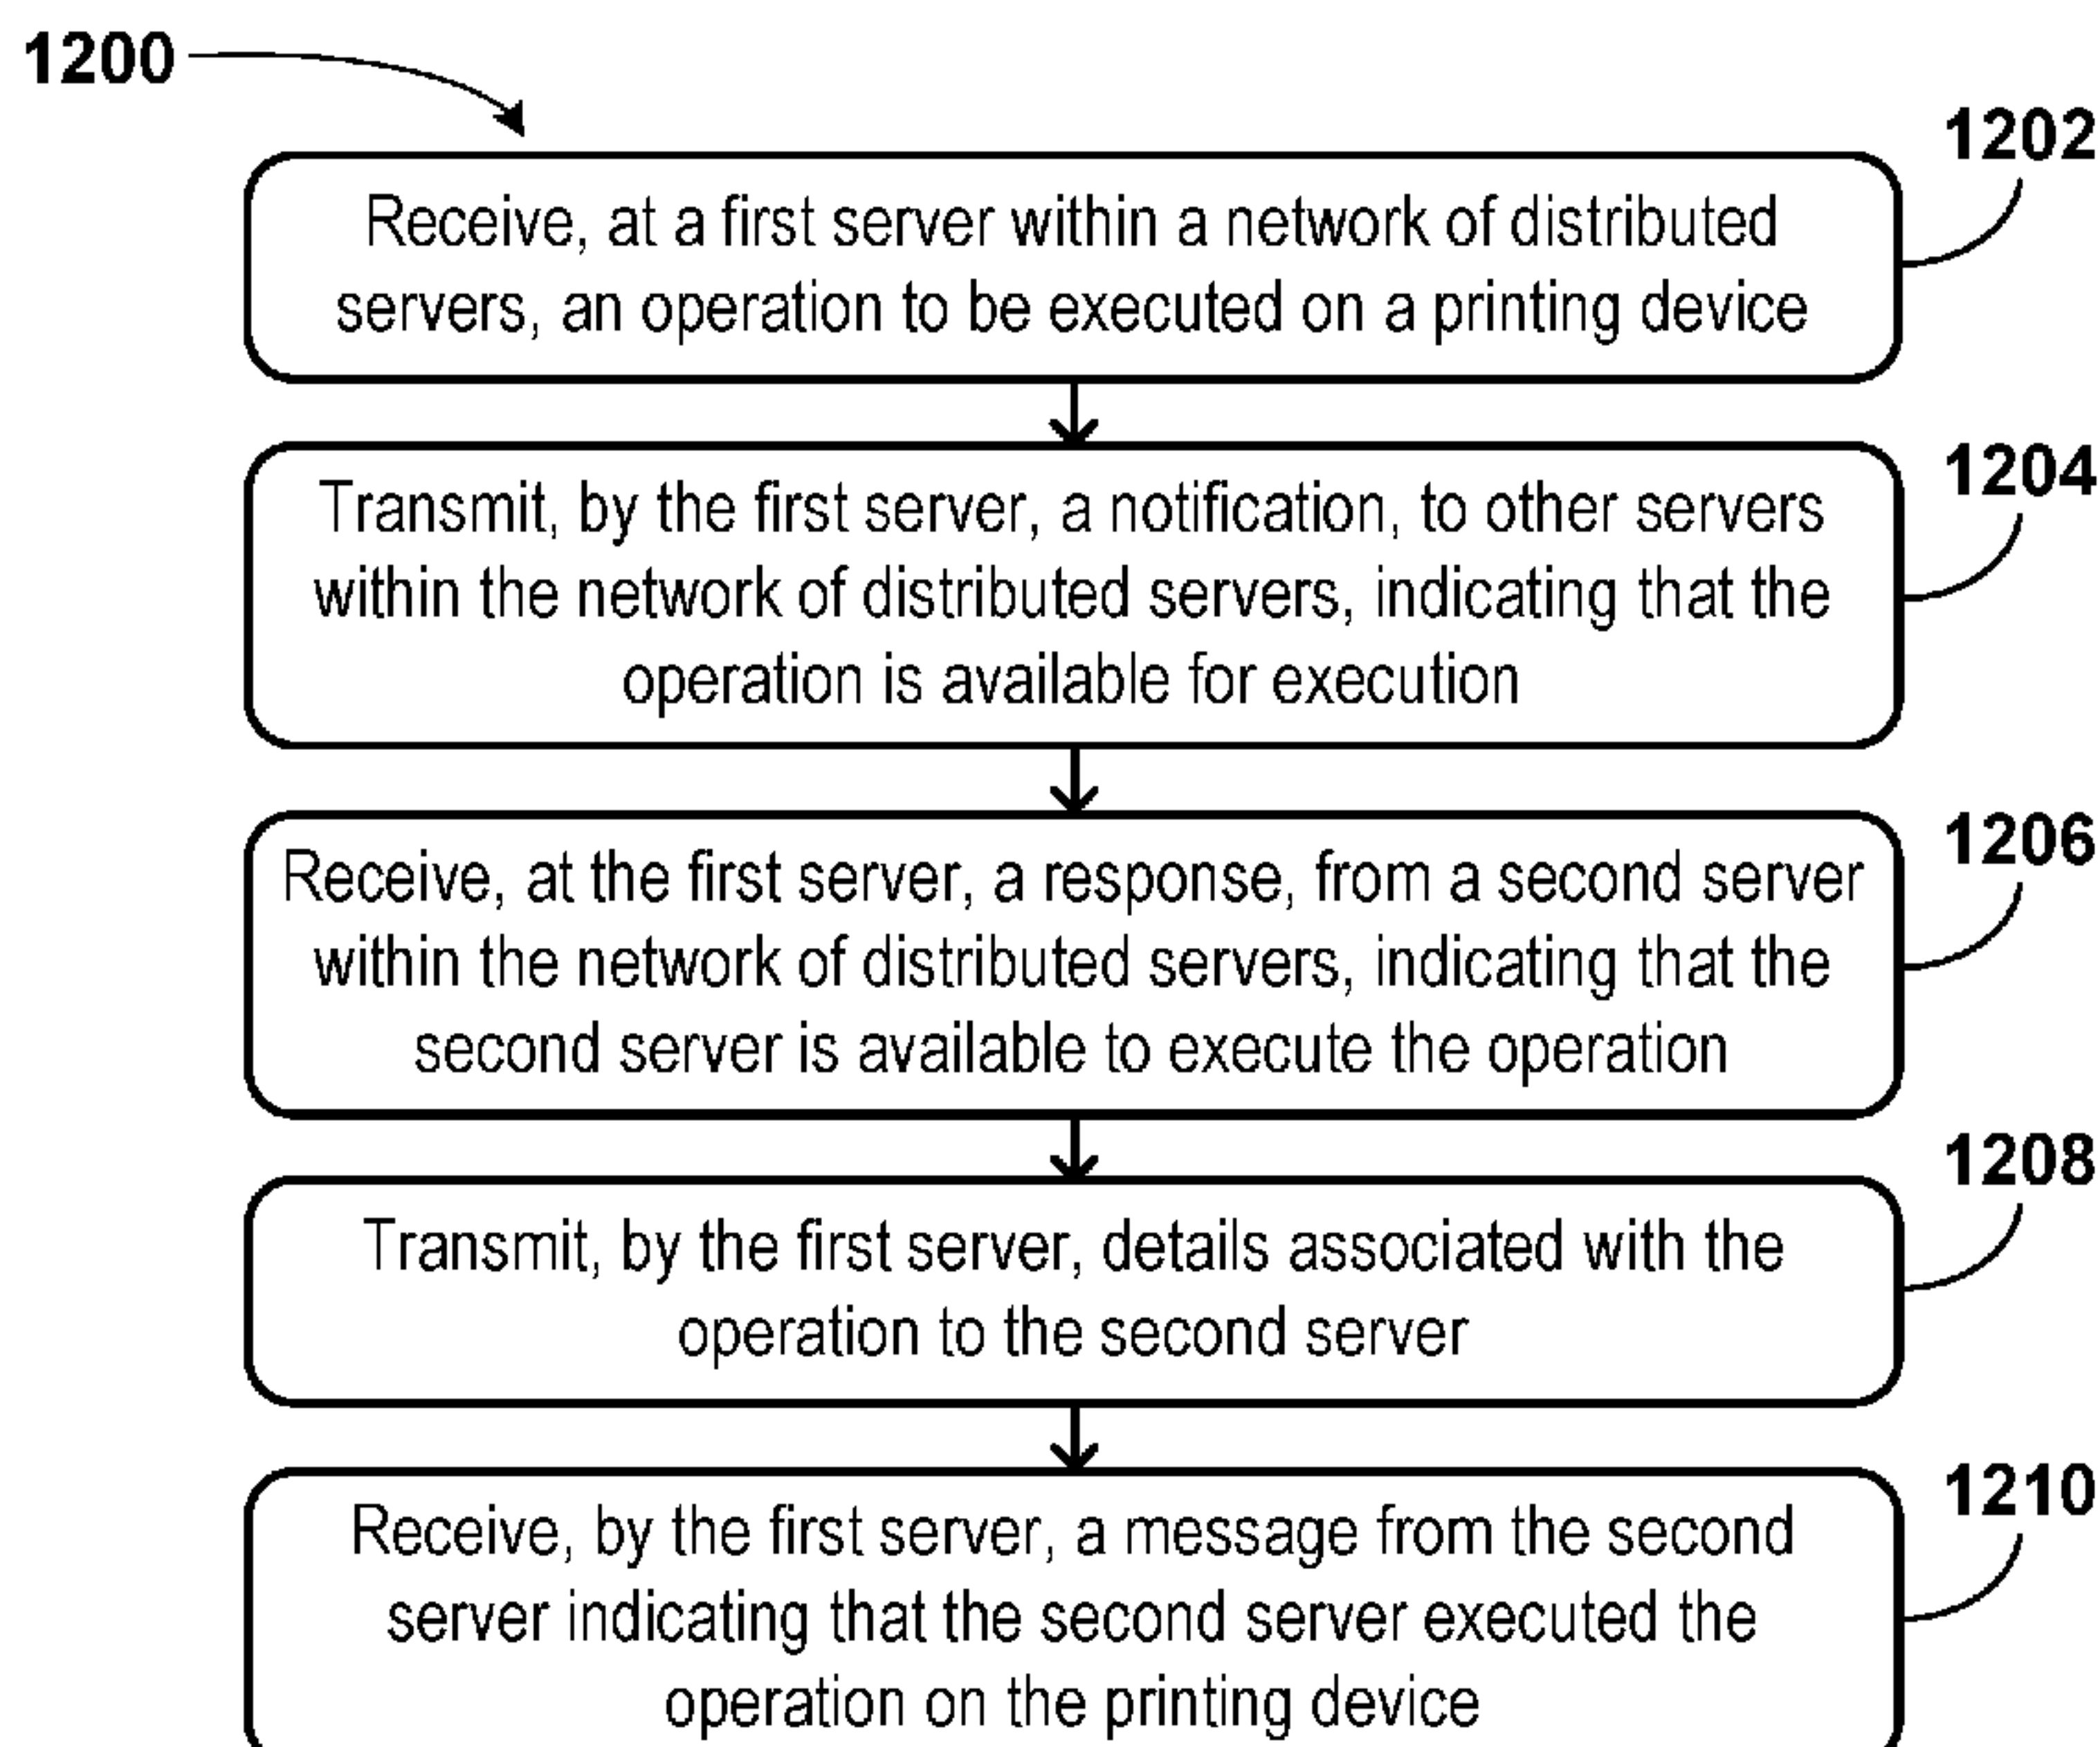 1200
1202
Receive, at a first server within a network of distributed
servers, an operation to be executed on a printing device
1204
Transmit, by the first server, a notification, to other servers
within the network of distributed servers, indicating that the
operation is available for execution
1206
Receive, at the first server, a response, from a second server
within the network of distributed servers, indicating that the
second server is available to execute the operation
1208
Transmit, by the first server, details associated with the
operation to the second server
1210
Receive, by the first server, a message from the second
server indicating that the second server executed the
operation on the printing device